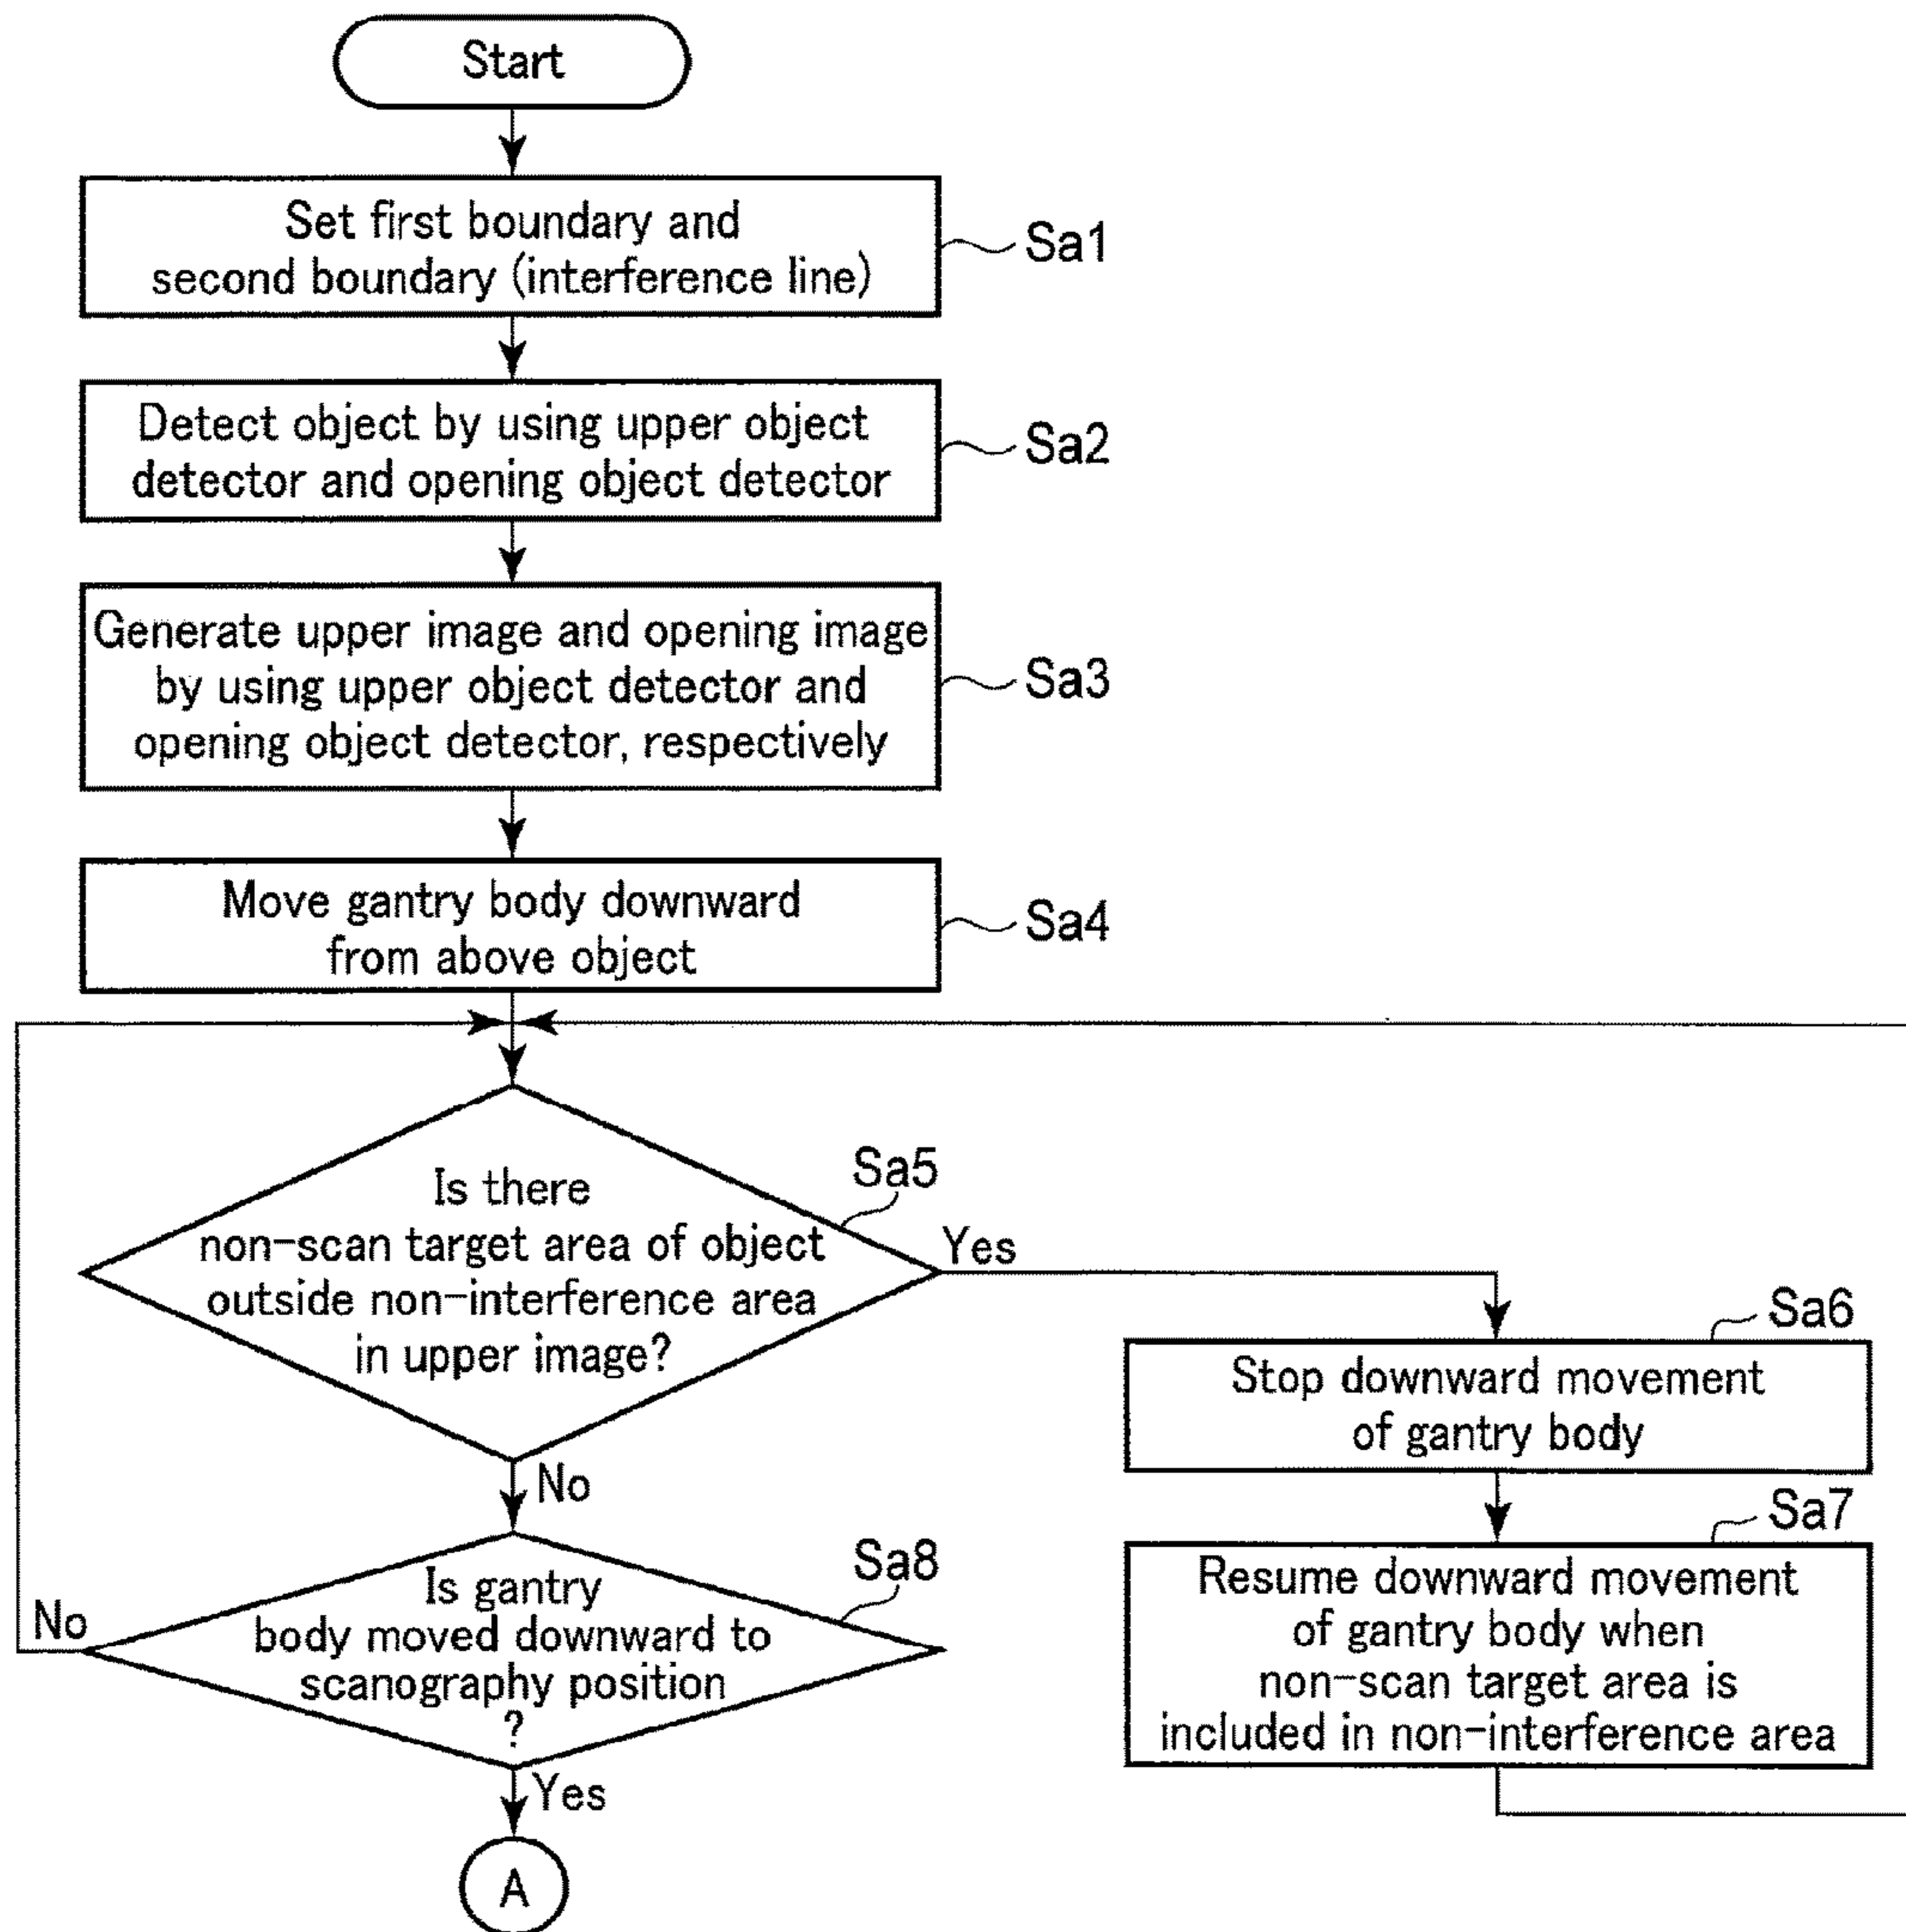 Start
Set first boundary and
second boundary (interference line)
Sa1
Detect object by using upper object
detector and opening object detector
Sa2
Generate upper image and opening image
by using upper object detector and
opening object detector, respectively
Sa3
Move gantry body downward
from above object
Sa4
Is there
non-scan target area of object
outside non-interference area
in upper image?
Sa5
Yes
No
Stop downward movement
of gantry body
Sa6
Resume downward movement
of gantry body when
non-scan target area is
included in non-interference area
Sa7
Is gantry
body moved downward to
scanography position
?
Sa8
No
Yes
A